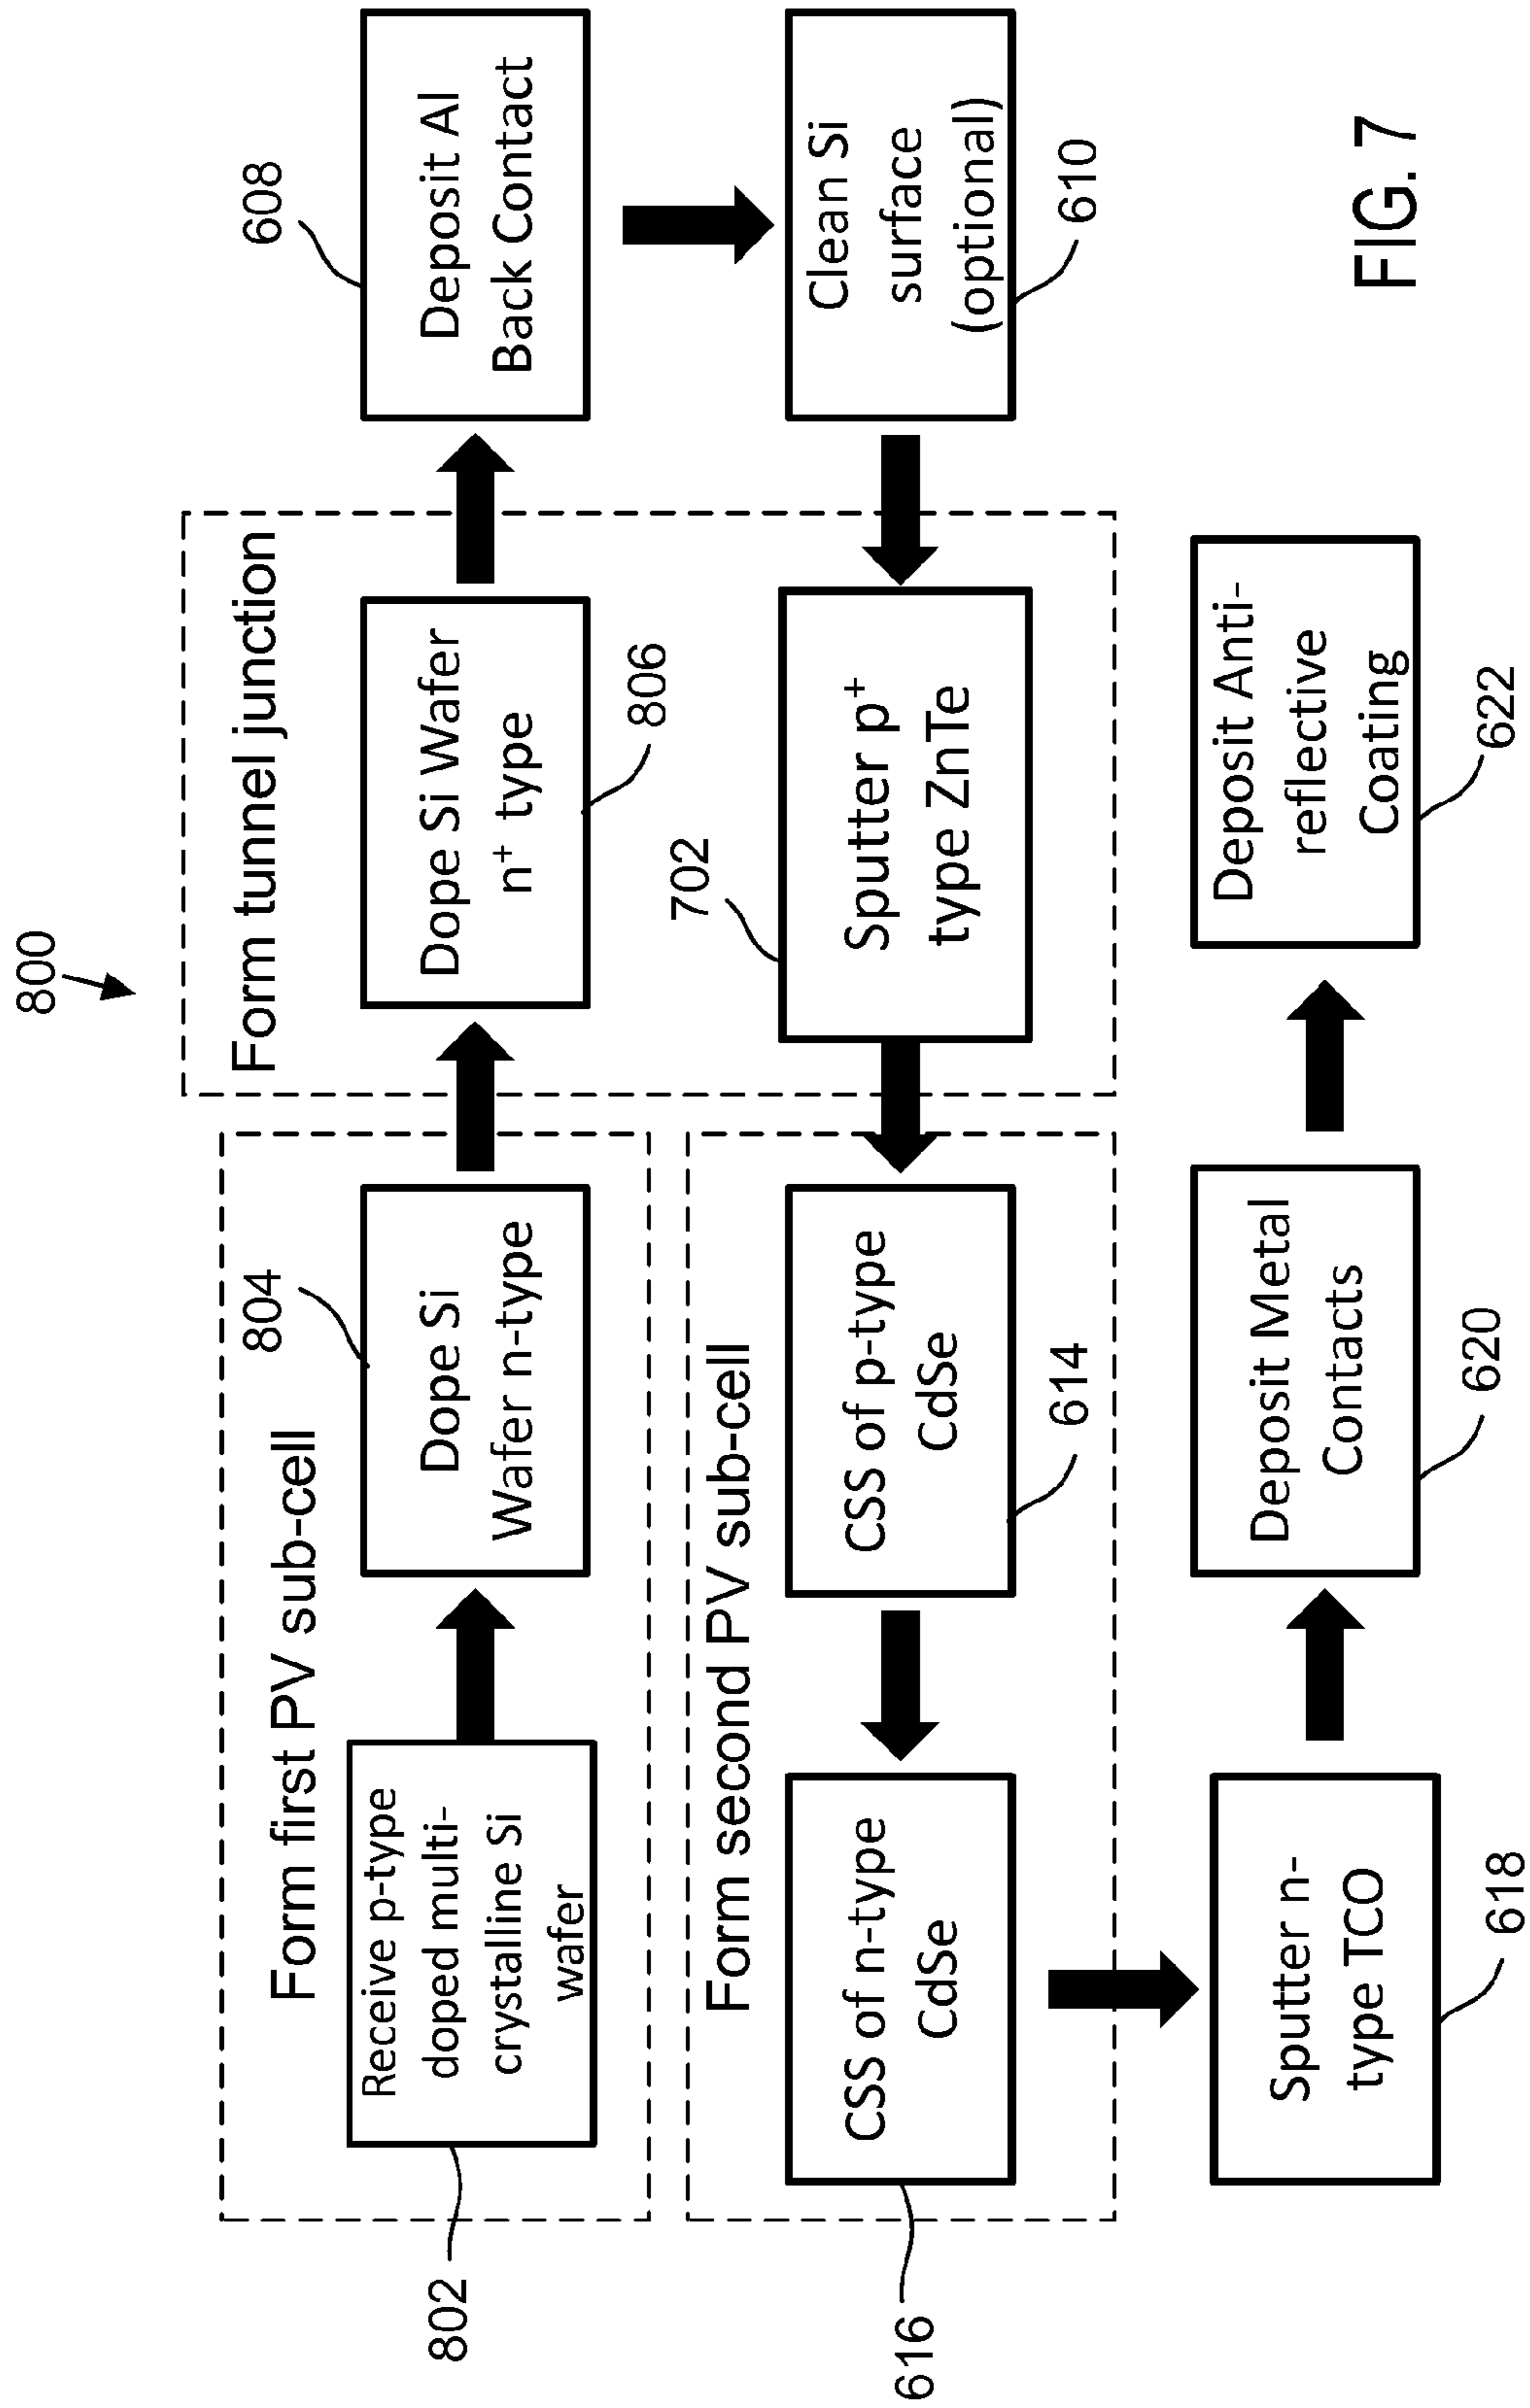 800
Form first PV sub-cell
802
Receive p-type
doped multi-
crystalline Si
wafer
804
Dope Si
Wafer n-type
Form tunnel junction
Dope Si Wafer
n⁺ type
806
608
Deposit Al
Back Contact
Form second PV sub-cell
616
CSS of n-type
CdSe
CSS of p-type
CdSe
614
702
Sputter p⁺
type ZnTe
Clean Si
surface
(optional)
610
Sputter n-
type TCO
618
Deposit Metal
Contacts
620
Deposit Anti-
reflective
Coating
622
FIG. 7